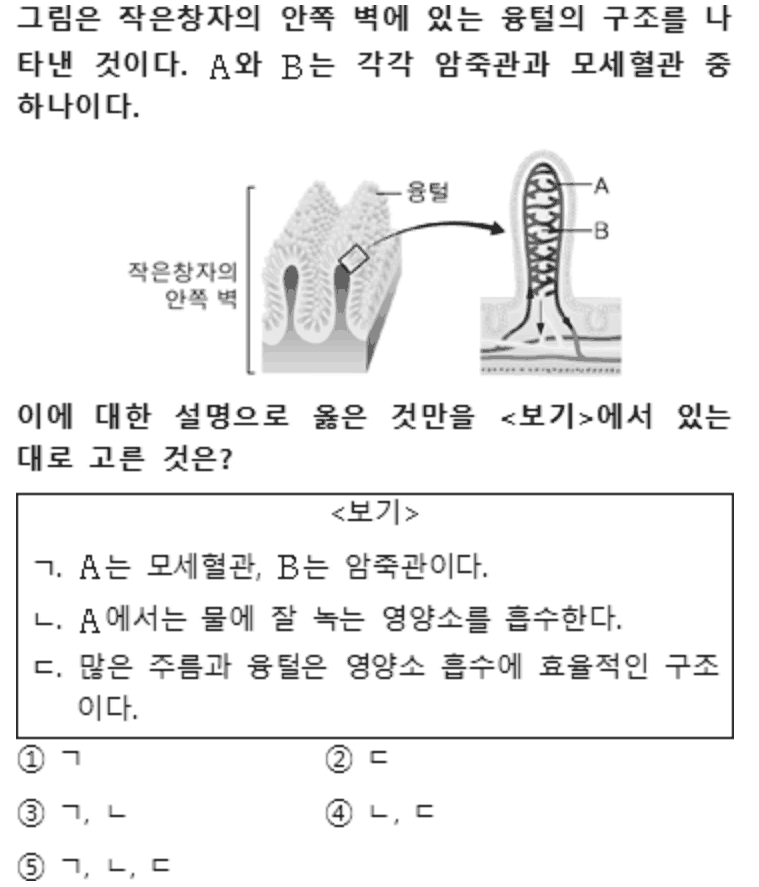 그림은 작은창자의 안쪽 벽에 있는 융털의 구조를 나
타낸 것이다. A와 B는 각각 암죽관과 모세혈관 중
하나이다.
융털
A
B
작은창자의
안쪽 벽
이에 대한 설명으로 옳은 것만을 <보기>에서 있는
대로 고른 것은?
<보기>
ㄱ. A는 모세혈관, B는 암죽관이다.
ㄴ. A에서는 물에 잘 녹는 영양소를 흡수한다.
ㄷ. 많은 주름과 융털은 영양소 흡수에 효율적인 구조
이다.
① ㄱ ② ㄷ
③ ㄱ, ㄴ ④ ㄴ, ㄷ
⑤ ㄱ, ㄴ, ㄷ